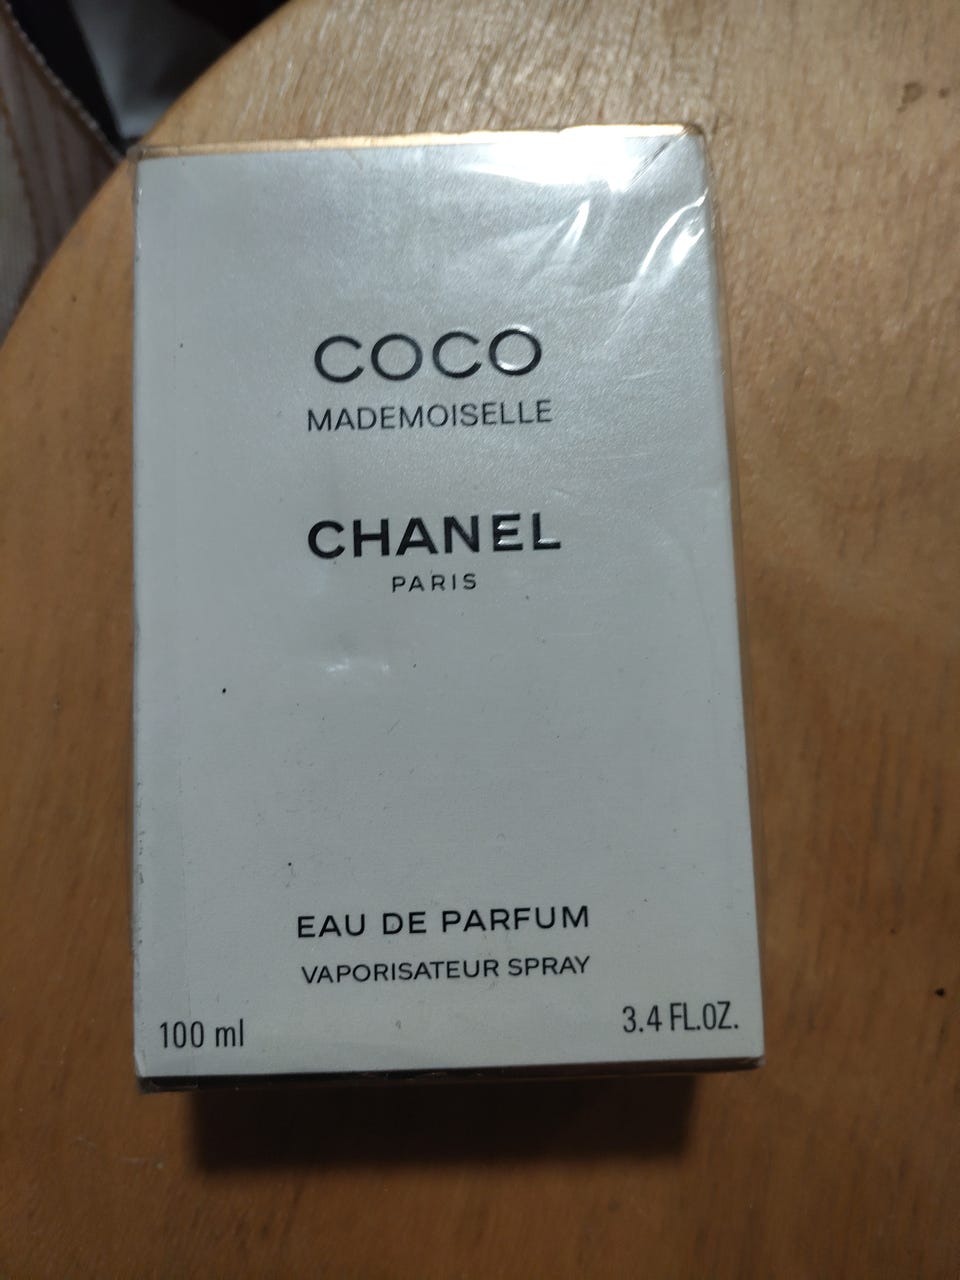 COCO
MADEMOISELLE
CHANEL
PARIS
EAU DE PARFUM
VAPORISATEUR SPRAY
100 ml 3.4 FL.OZ.